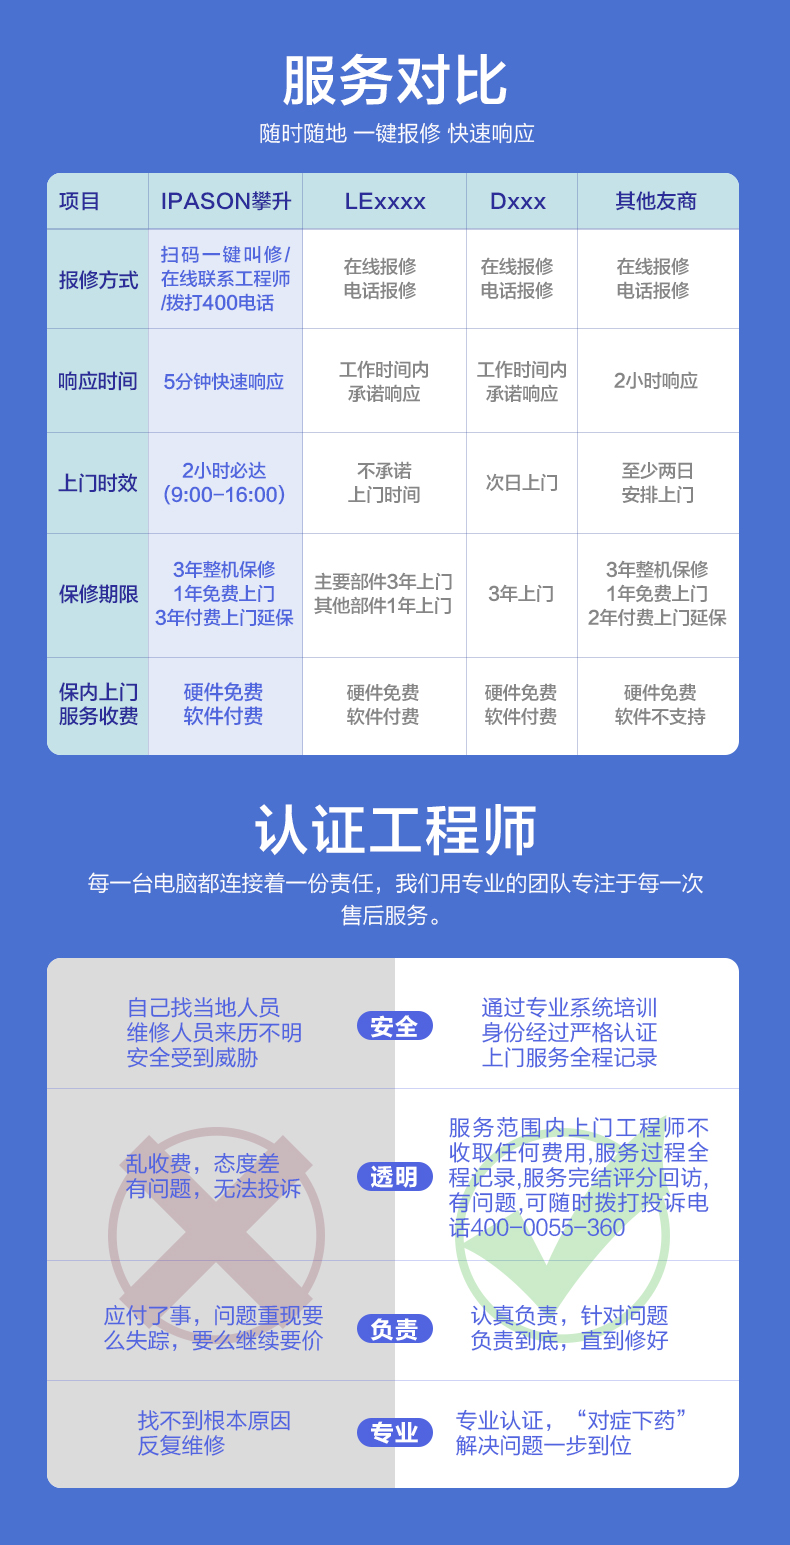 服务对比
随时随地 一键报修 快速响应
项目
IPASON攀升
LExxxx
Dxxx
其他友商
报修方式
扫码一键叫修/
在线联系工程师
/拨打400电话
在线报修
电话报修
在线报修
电话报修
在线报修
电话报修
响应时间
5分钟快速响应
工作时间内
承诺响应
工作时间内
承诺响应
2小时响应
上门时效
2小时必达
（9:00-16:00）
不承诺
上门时间
次日上门
至少两日
安排上门
保修期限
3年整机保修
1年免费上门
3年付费上门延保
主要部件3年上门
其他部件1年上门
3年上门
3年整机保修
1年免费上门
2年付费上门延保
保内上门
服务收费
硬件免费
软件付费
硬件免费
软件付费
硬件免费
软件付费
硬件免费
软件不支持
认证工程师
每一台电脑都连接着一份责任，我们用专业的团队专注于每一次
售后服务。
自己找当地人员
维修人员来历不明
安全受到威胁
安全
通过专业系统培训
身份经过严格认证
上门服务全程记录
乱收费，态度差
有问题，无法投诉
透明
服务范围内上门工程师不
收取任何费用,服务过程全
程记录,服务完结评分回访,
有问题,可随时拨打投诉电
话400-0055-360
应付了事，问题重现要
么失踪，要么继续要价
负责
认真负责，针对问题
负责到底，直到修好
找不到根本原因
反复维修
专业
专业认证，“对症下药”
解决问题一步到位